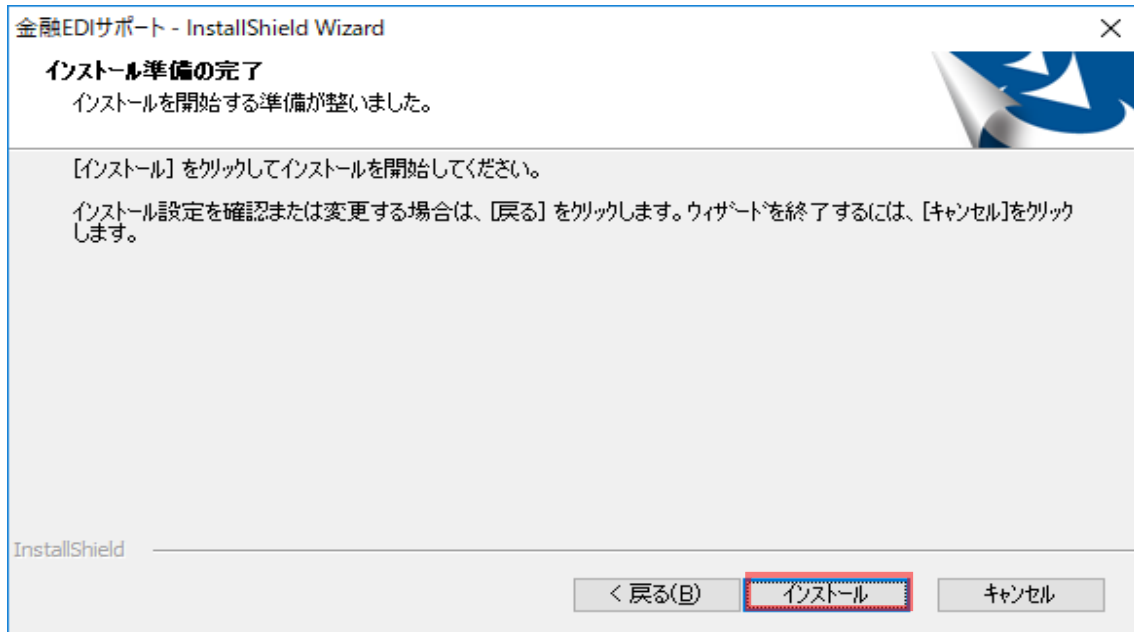 金融EDIサポート - InstallShield Wizard
インストール準備の完了
インストールを開始する準備が整いました。
[インストール] をクリックしてインストールを開始してください。
インストール設定を確認または変更する場合は、[戻る] をクリックします。ウィザードを終了するには、[キャンセル]をクリック
します。
InstallShield
< 戻る(B) インストール キャンセル